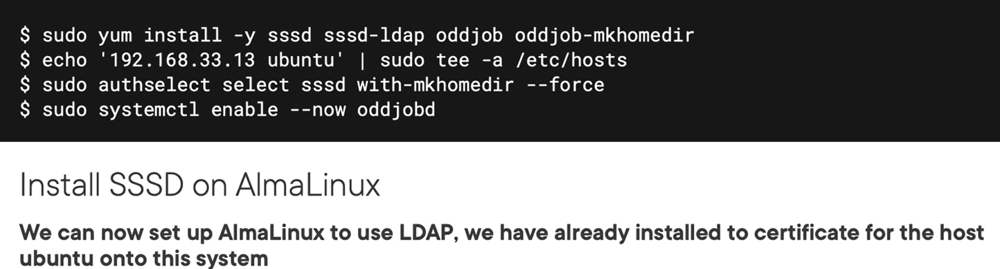 $ sudo yum install -y sssd sssd-ldap oddjob oddjob-mkhomedir
$ echo '192.168.33.13 ubuntu' | sudo tee -a /etc/hosts
$ sudo authselect select sssd with-mkhomedir --force
$ sudo systemctl enable --now oddjobd
Install SSSD on AlmaLinux
We can now set up AlmaLinux to use LDAP, we have already installed to certificate for the host
ubuntu onto this system